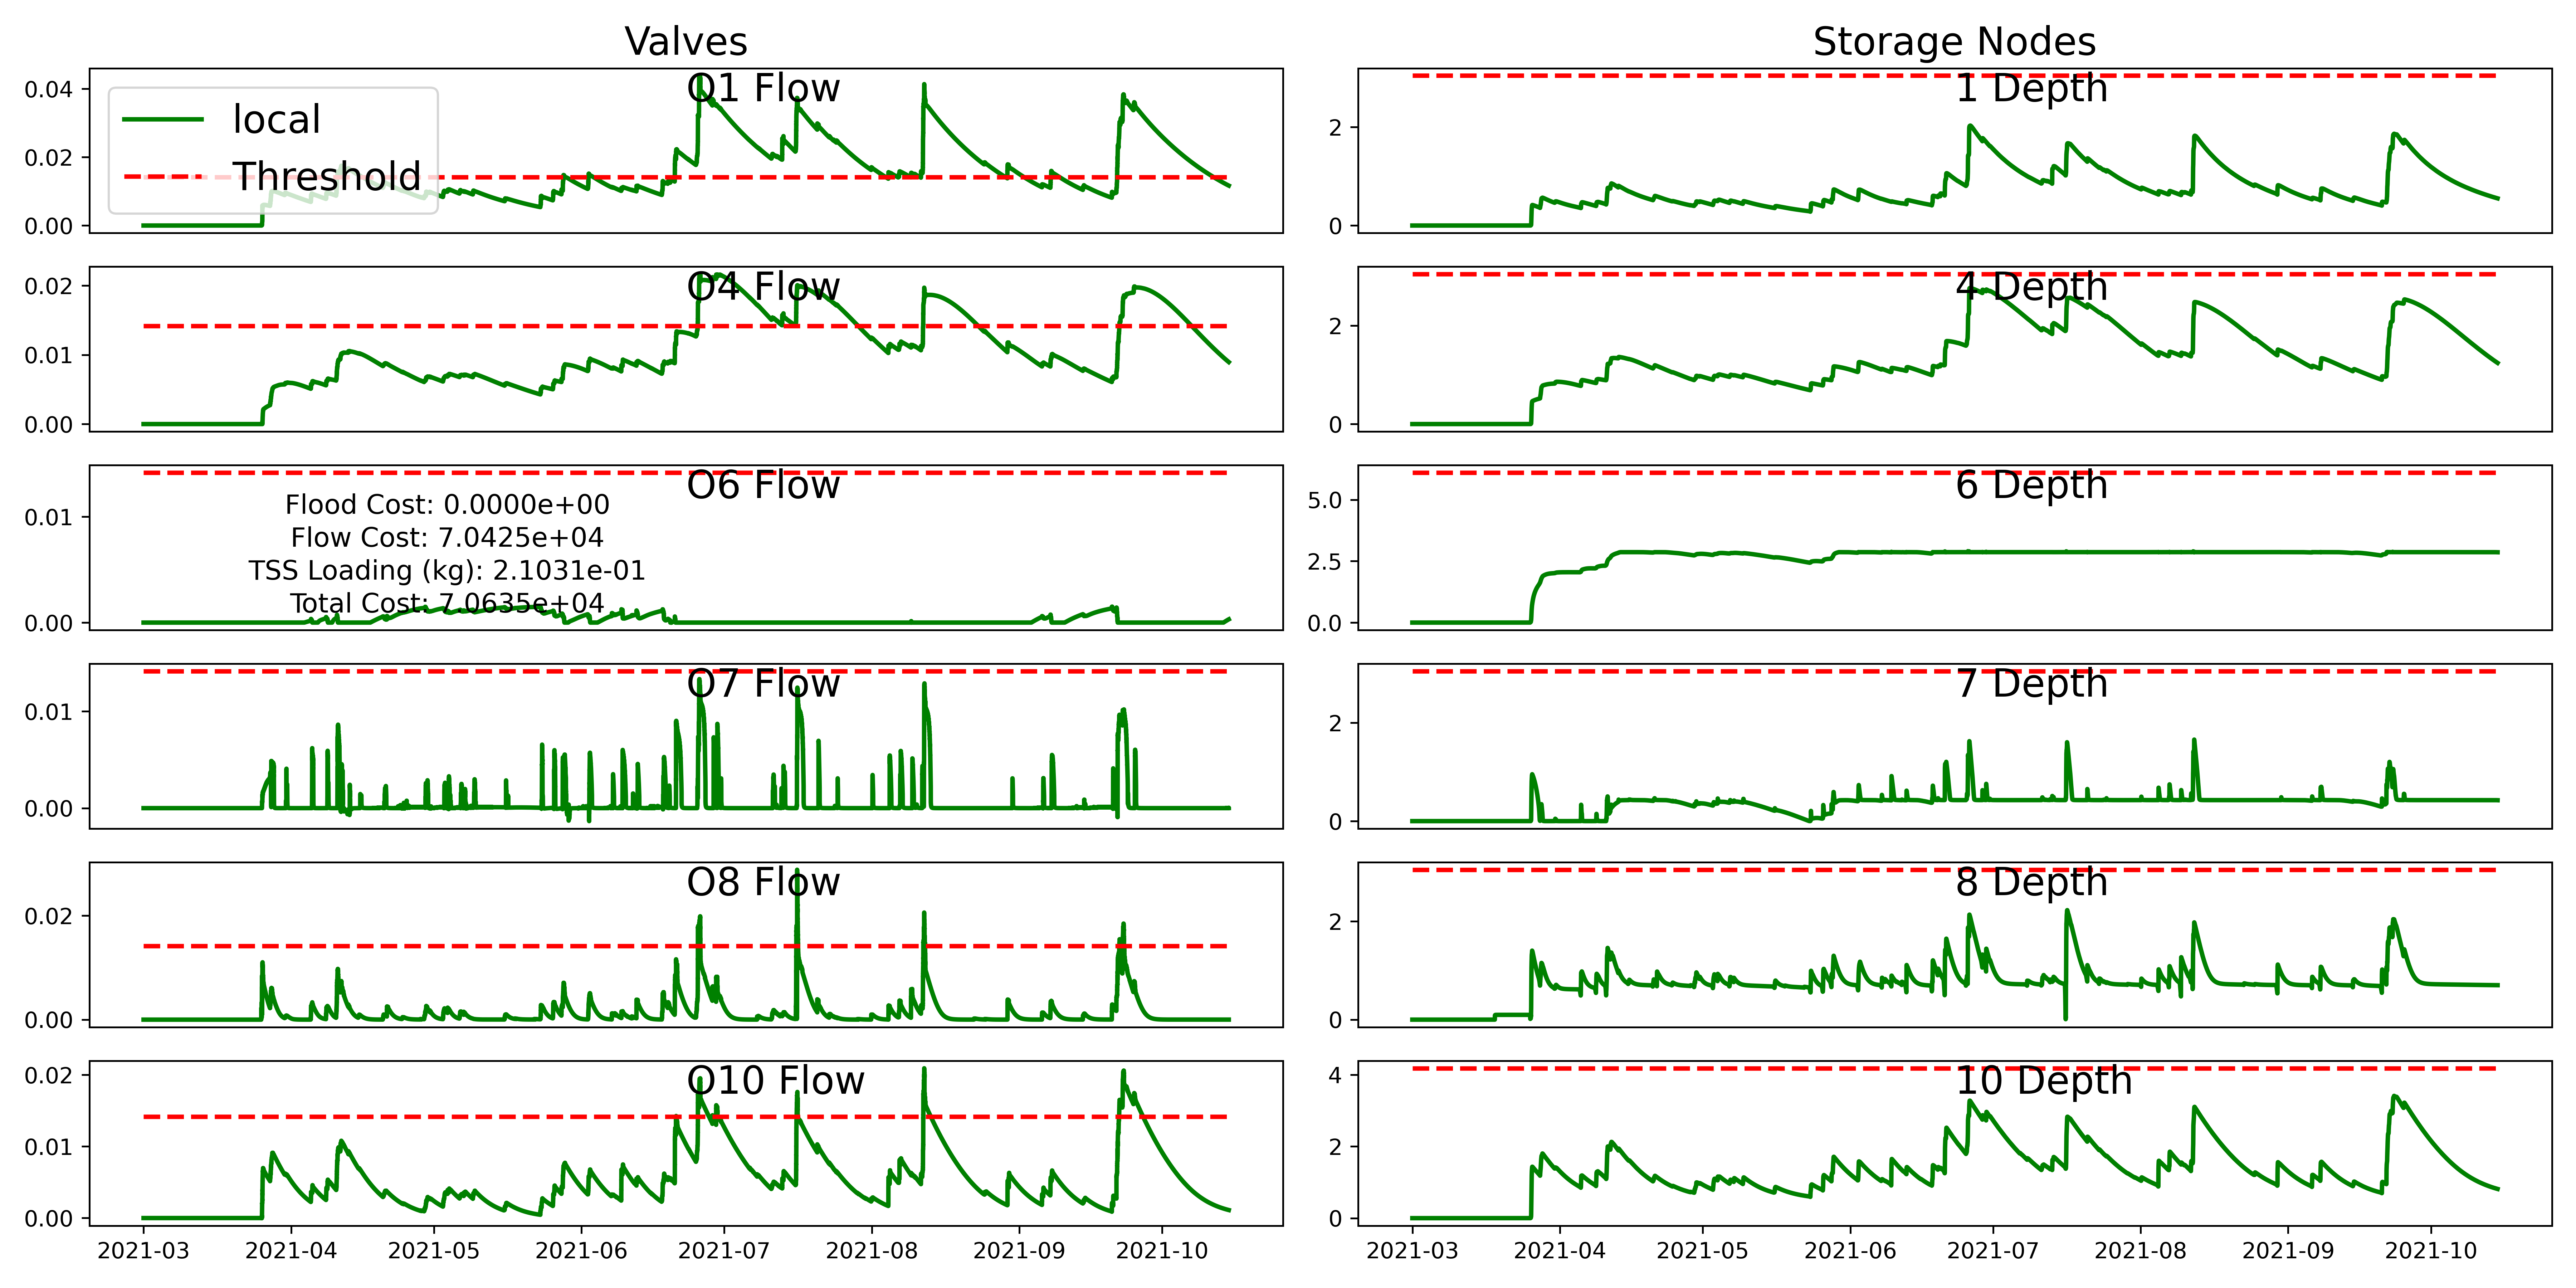 Valves
Storage Nodes
O1 Flow
local
Threshold
0.04
0.02
0.00
1 Depth
2
0
O4 Flow
0.02
0.01
0.00
4 Depth
2
0
O6 Flow
Flood Cost: 0.0000e+00
Flow Cost: 7.0425e+04
TSS Loading (kg): 2.1031e-01
Total Cost: 7.0635e+04
0.01
0.00
6 Depth
5.0
2.5
0.0
O7 Flow
0.01
0.00
7 Depth
2
0
O8 Flow
0.02
0.00
8 Depth
2
0
O10 Flow
0.02
0.01
0.00
10 Depth
4
2
0
2021-03 2021-04 2021-05 2021-06 2021-07 2021-08 2021-09 2021-10
2021-03 2021-04 2021-05 2021-06 2021-07 2021-08 2021-09 2021-10